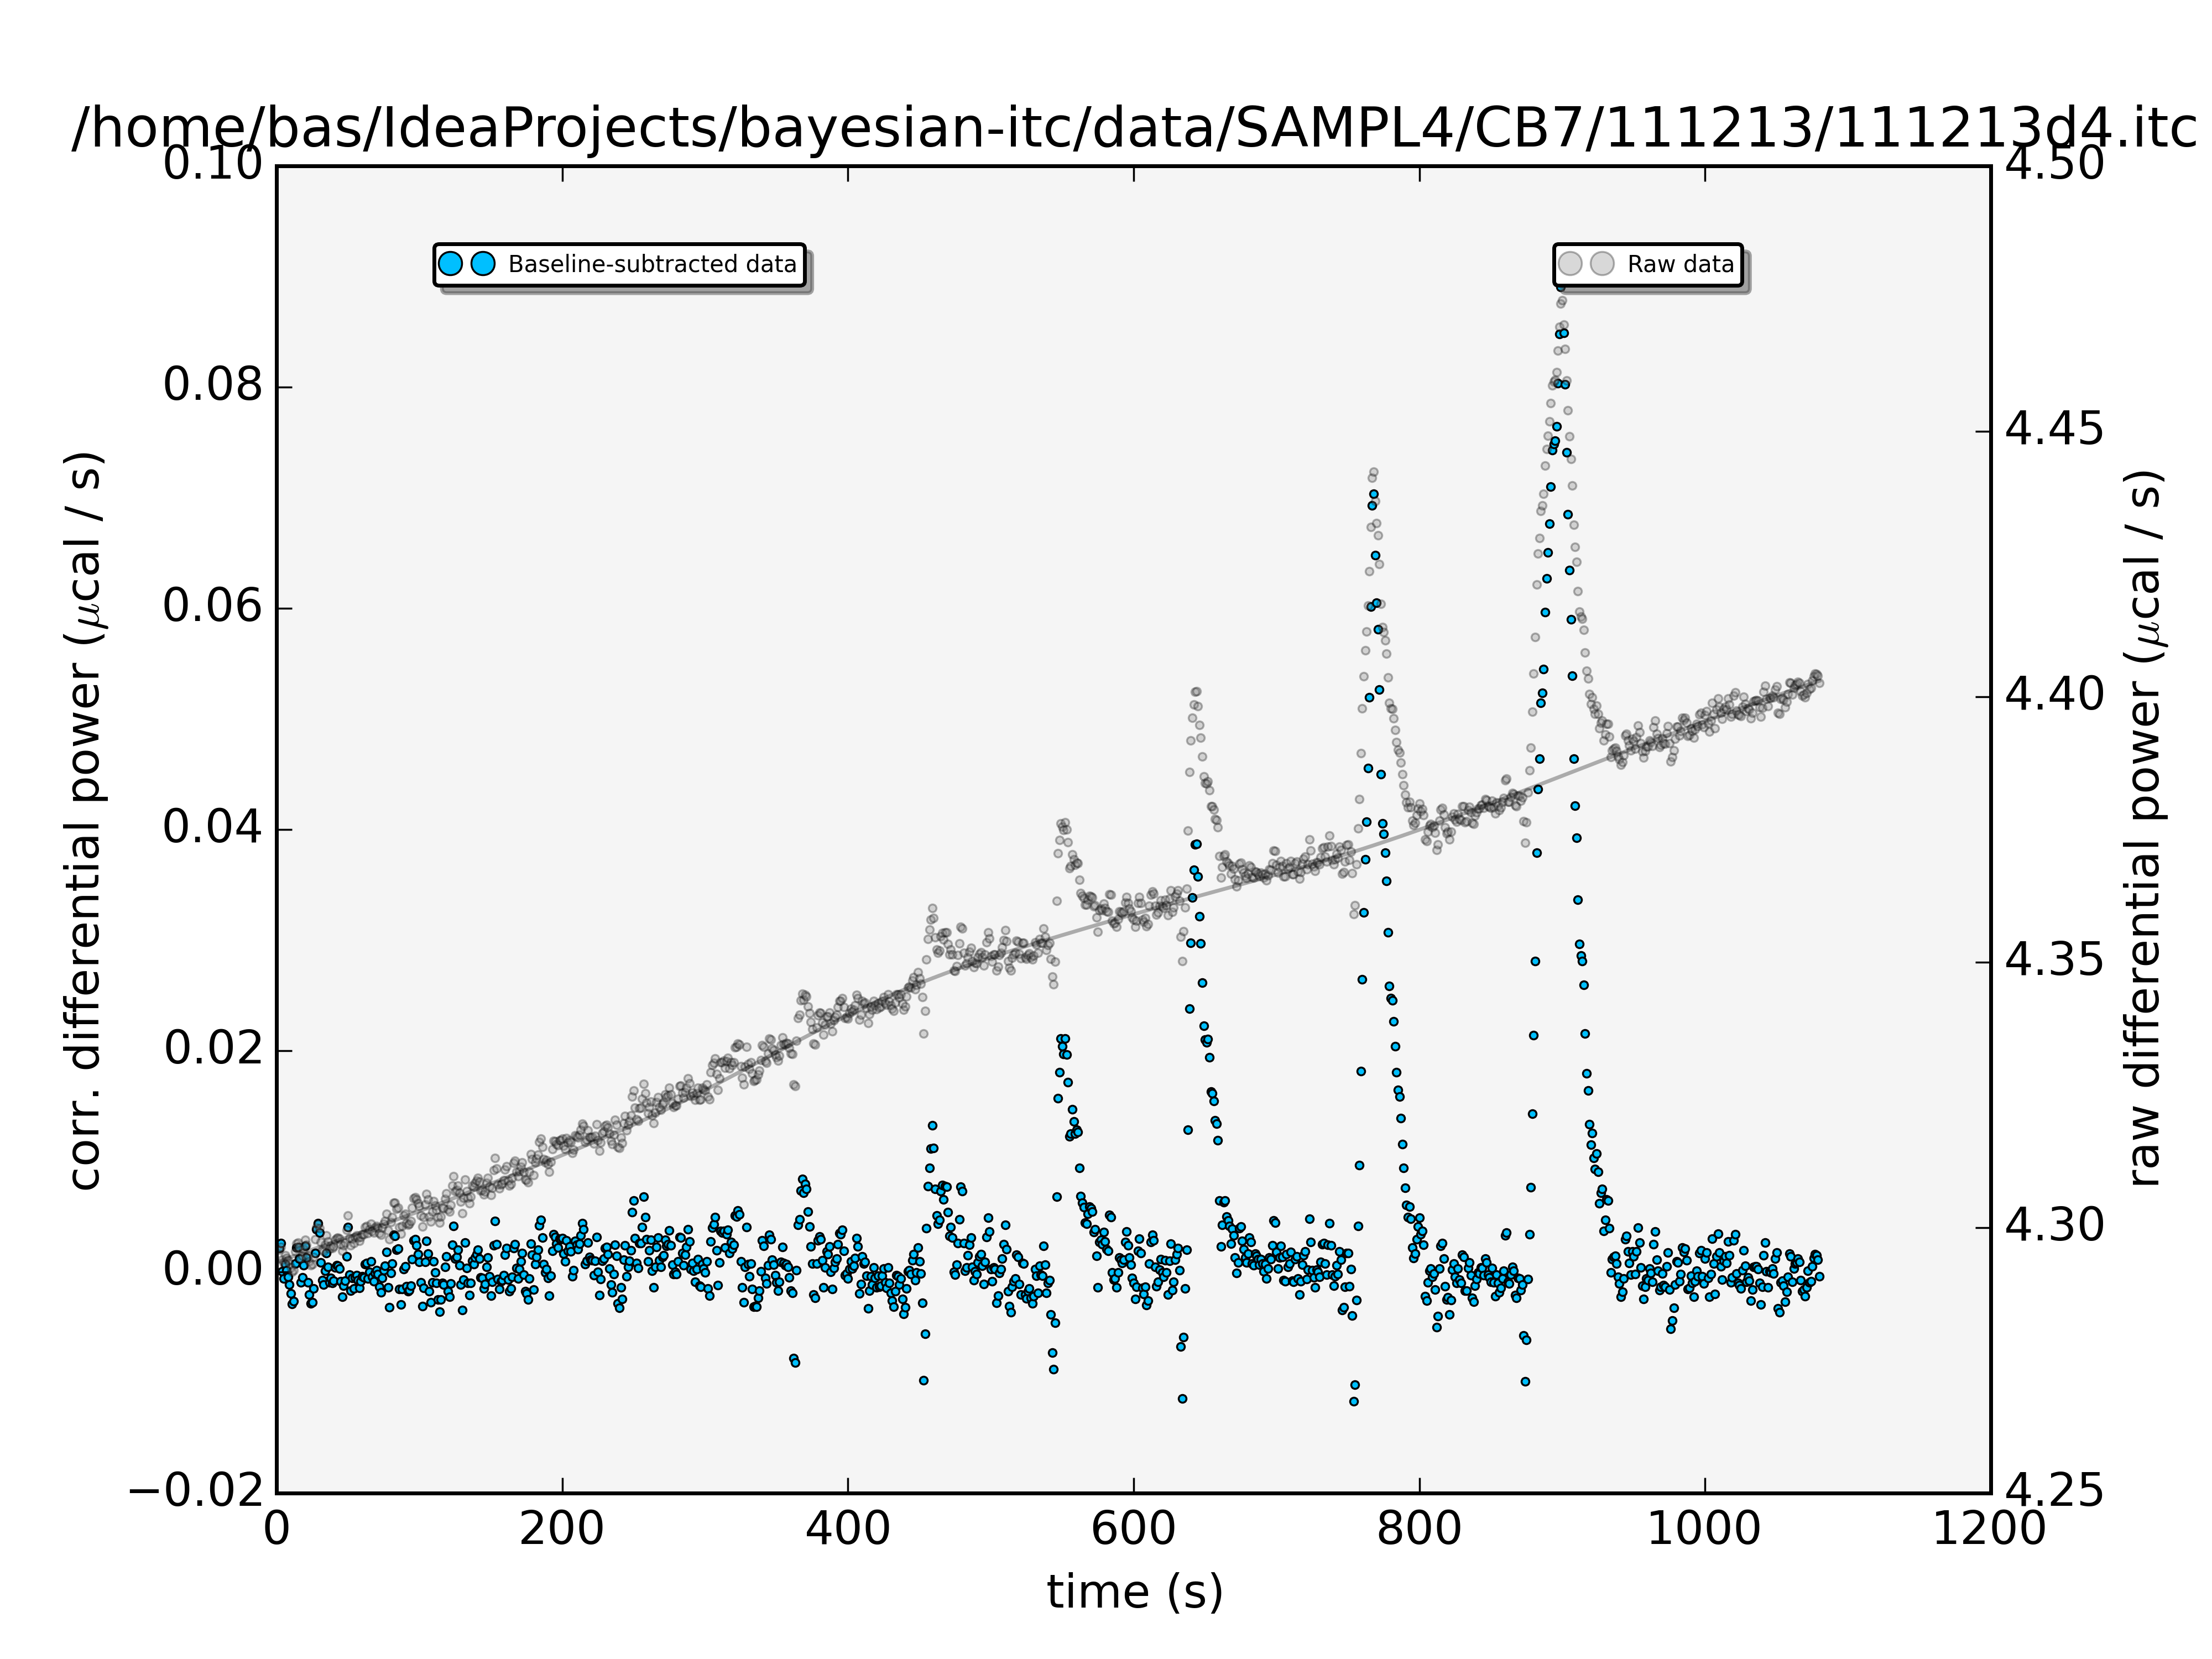 /home/bas/IdeaProjects/bayesian-itc/data/SAMPL4/CB7/111213/111213d4.itc
Baseline-subtracted data
Raw data
0.10
0.08
0.06
0.04
0.02
0.00
−0.02
corr. differential power (μcal / s)
4.50
4.45
4.40
4.35
4.30
4.25
raw differential power (μcal / s)
0 200 400 600 800 1000 1200
time (s)